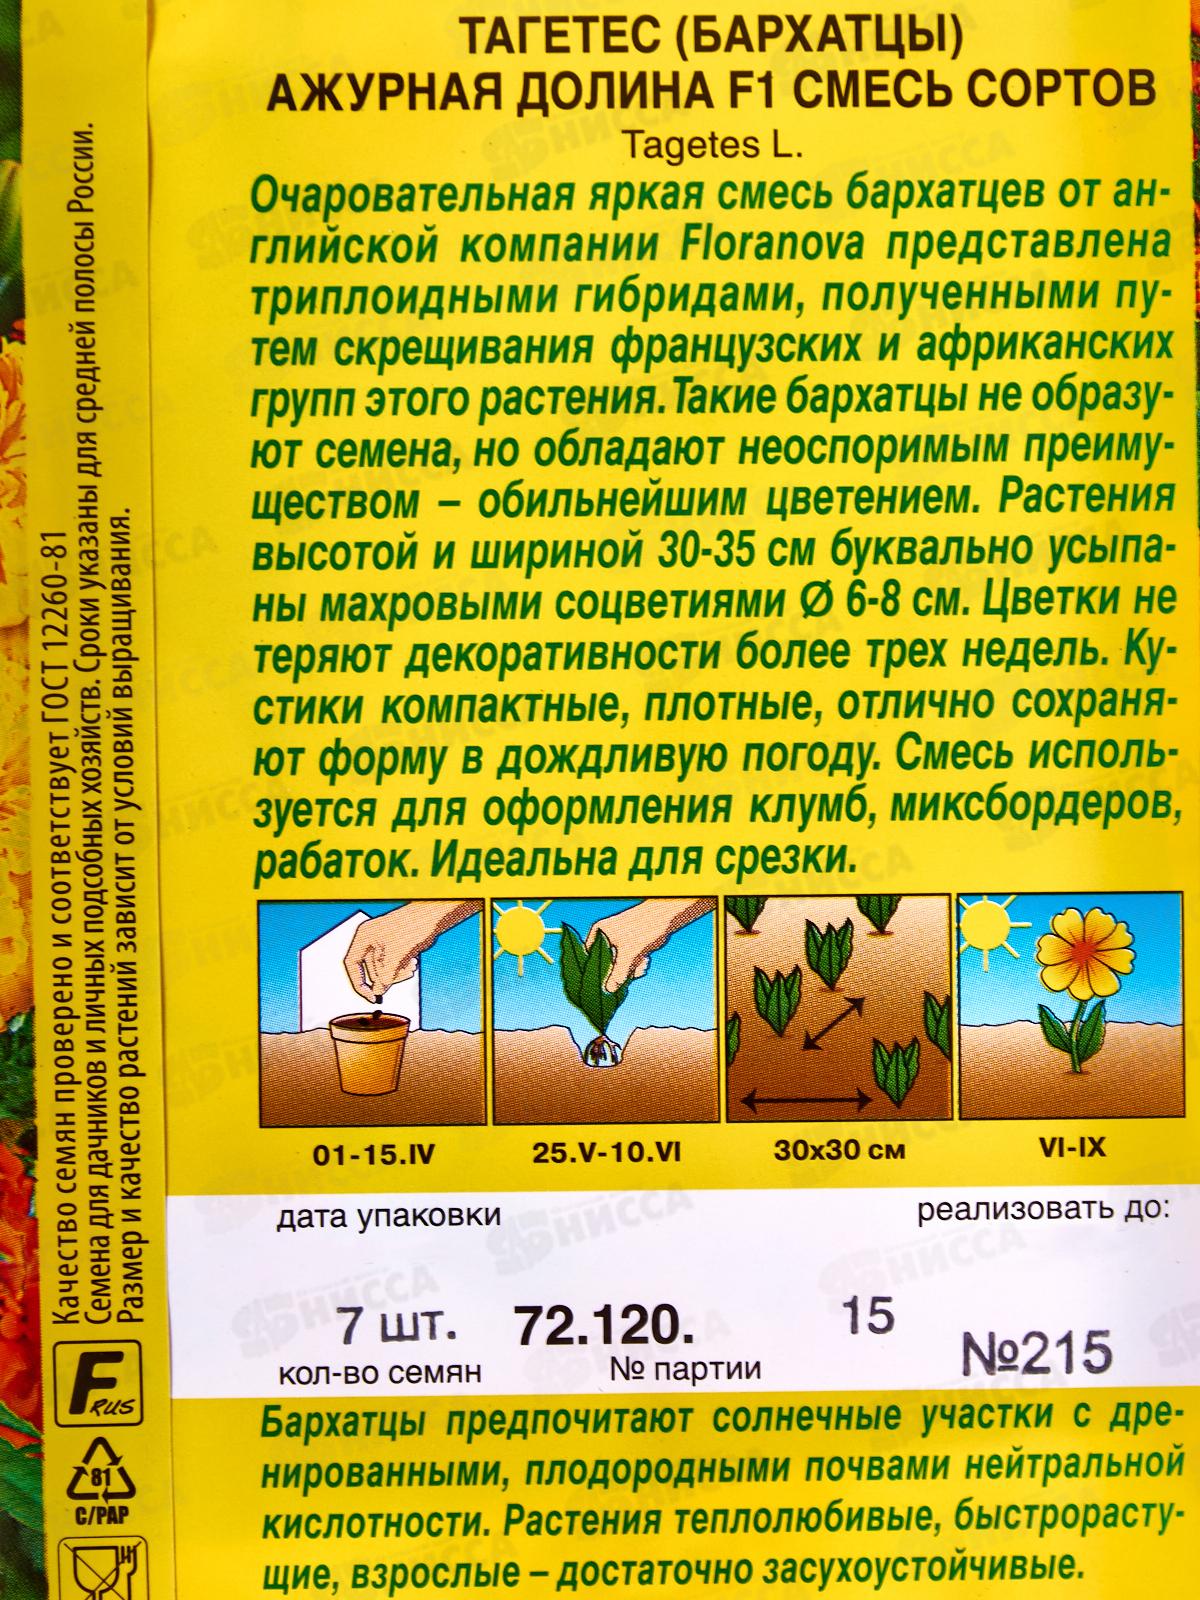 ТАГЕТЕС (БАРХАТЦЫ)
АЖУРНАЯ ДОЛИНА F1 СМЕСЬ СОРТОВ
Tagetes L.
Очаровательная яркая смесь бархатцев от ан-
глийской компании Floranova представлена
триплоидными гибридами, полученными пу-
тем скрещивания французских и африканских
групп этого растения. Такие бархатцы не образу-
ют семена, но обладают неоспоримым преиму-
ществом – обильнейшим цветением. Растения
высотой и шириной 30-35 см буквально усыпа-
ны махровыми соцветиями Ø 6-8 см. Цветки не
теряют декоративности более трех недель. Ку-
стики компактные, плотные, отлично сохраня-
ют форму в дождливую погоду. Смесь исполь-
зуется для оформления клумб, миксбордеров,
рабаток. Идеальна для срезки.
01-15.IV
25.V-10.VI
30x30 см
VI-IX
дата упаковки
реализовать до:
7 шт.
72.120.
15
№215
кол-во семян
№ партии
Бархатцы предпочитают солнечные участки с дре-
нированными, плодородными почвами нейтральной
кислотности. Растения теплолюбивые, быстрорасту-
щие, взрослые – достаточно засухоустойчивые.
Качество семян проверено и соответствует ГОСТ 12260-81
Семена для дачников и личных подсобных хозяйств. Сроки указаны для средней полосы России.
Размер и качество растений зависит от условий выращивания.
F RUS
81
C/PAP
НИССА